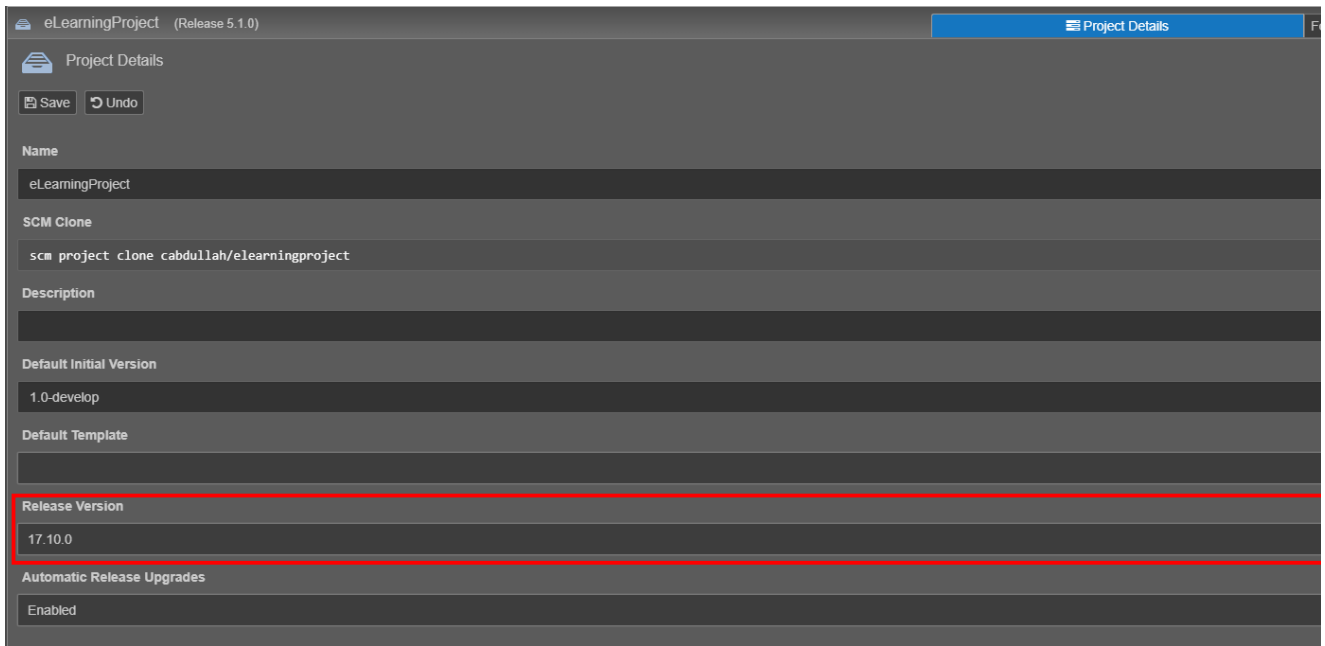 eLearningProject (Release 5.1.0)
Project Details
Project Details
Save Undo
Name
eLearningProject
SCM Clone
scm project clone cabdullah/elearningproject
Description
Default Initial Version
1.0-develop
Default Template
Release Version
17.10.0
Automatic Release Upgrades
Enabled